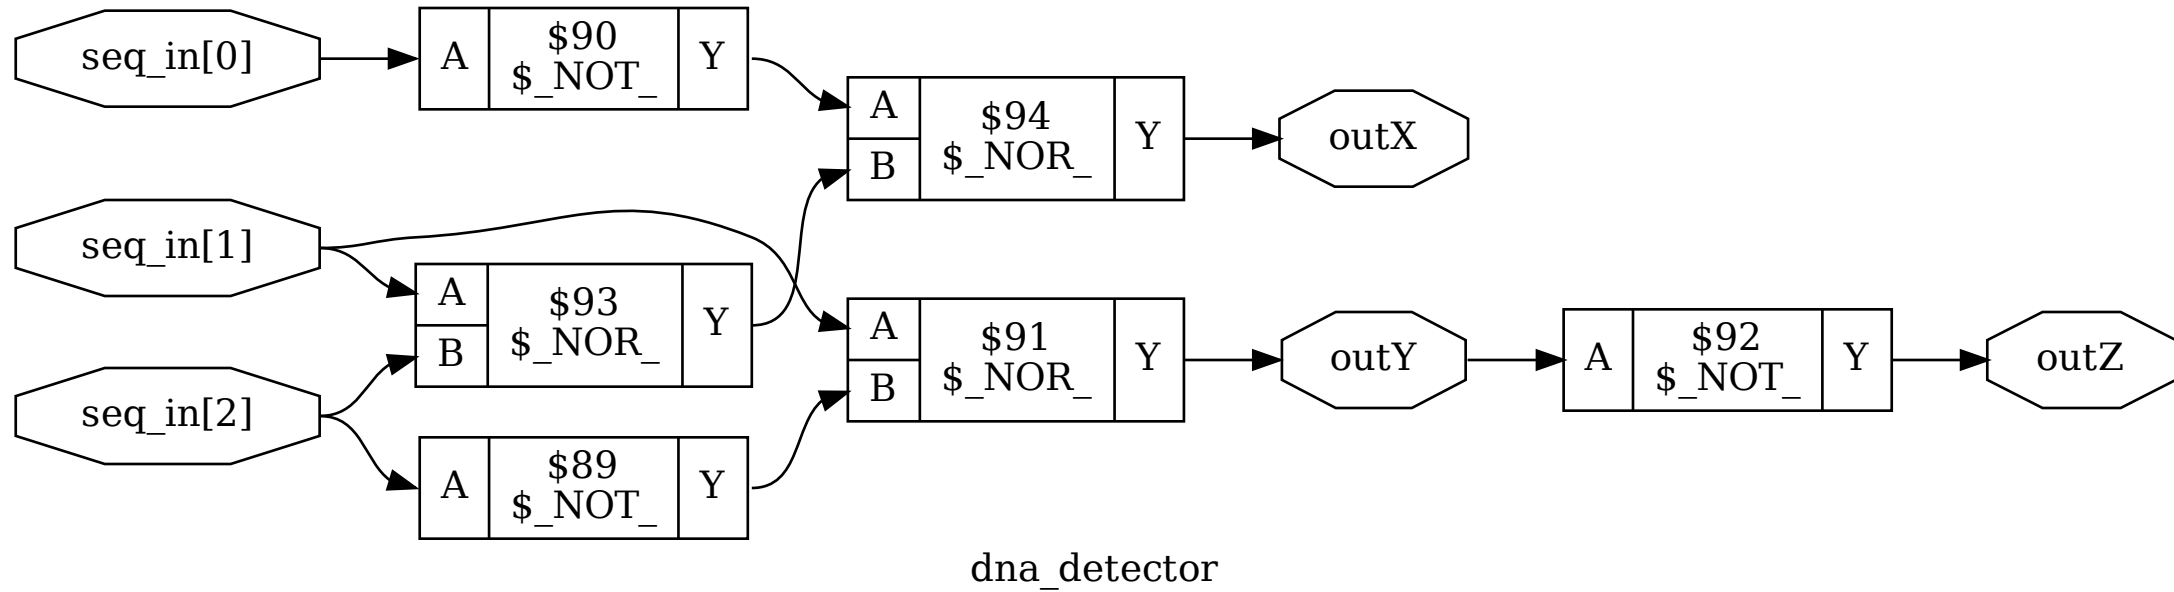 seq_in[0]
A
$90
$_NOT_
Y
A
B
$94
$_NOR_
Y
outX
seq_in[1]
A
B
$93
$_NOR_
Y
A
B
$91
$_NOR_
Y
outY
A
$92
$_NOT_
Y
outZ
seq_in[2]
A
$89
$_NOT_
Y
dna_detector